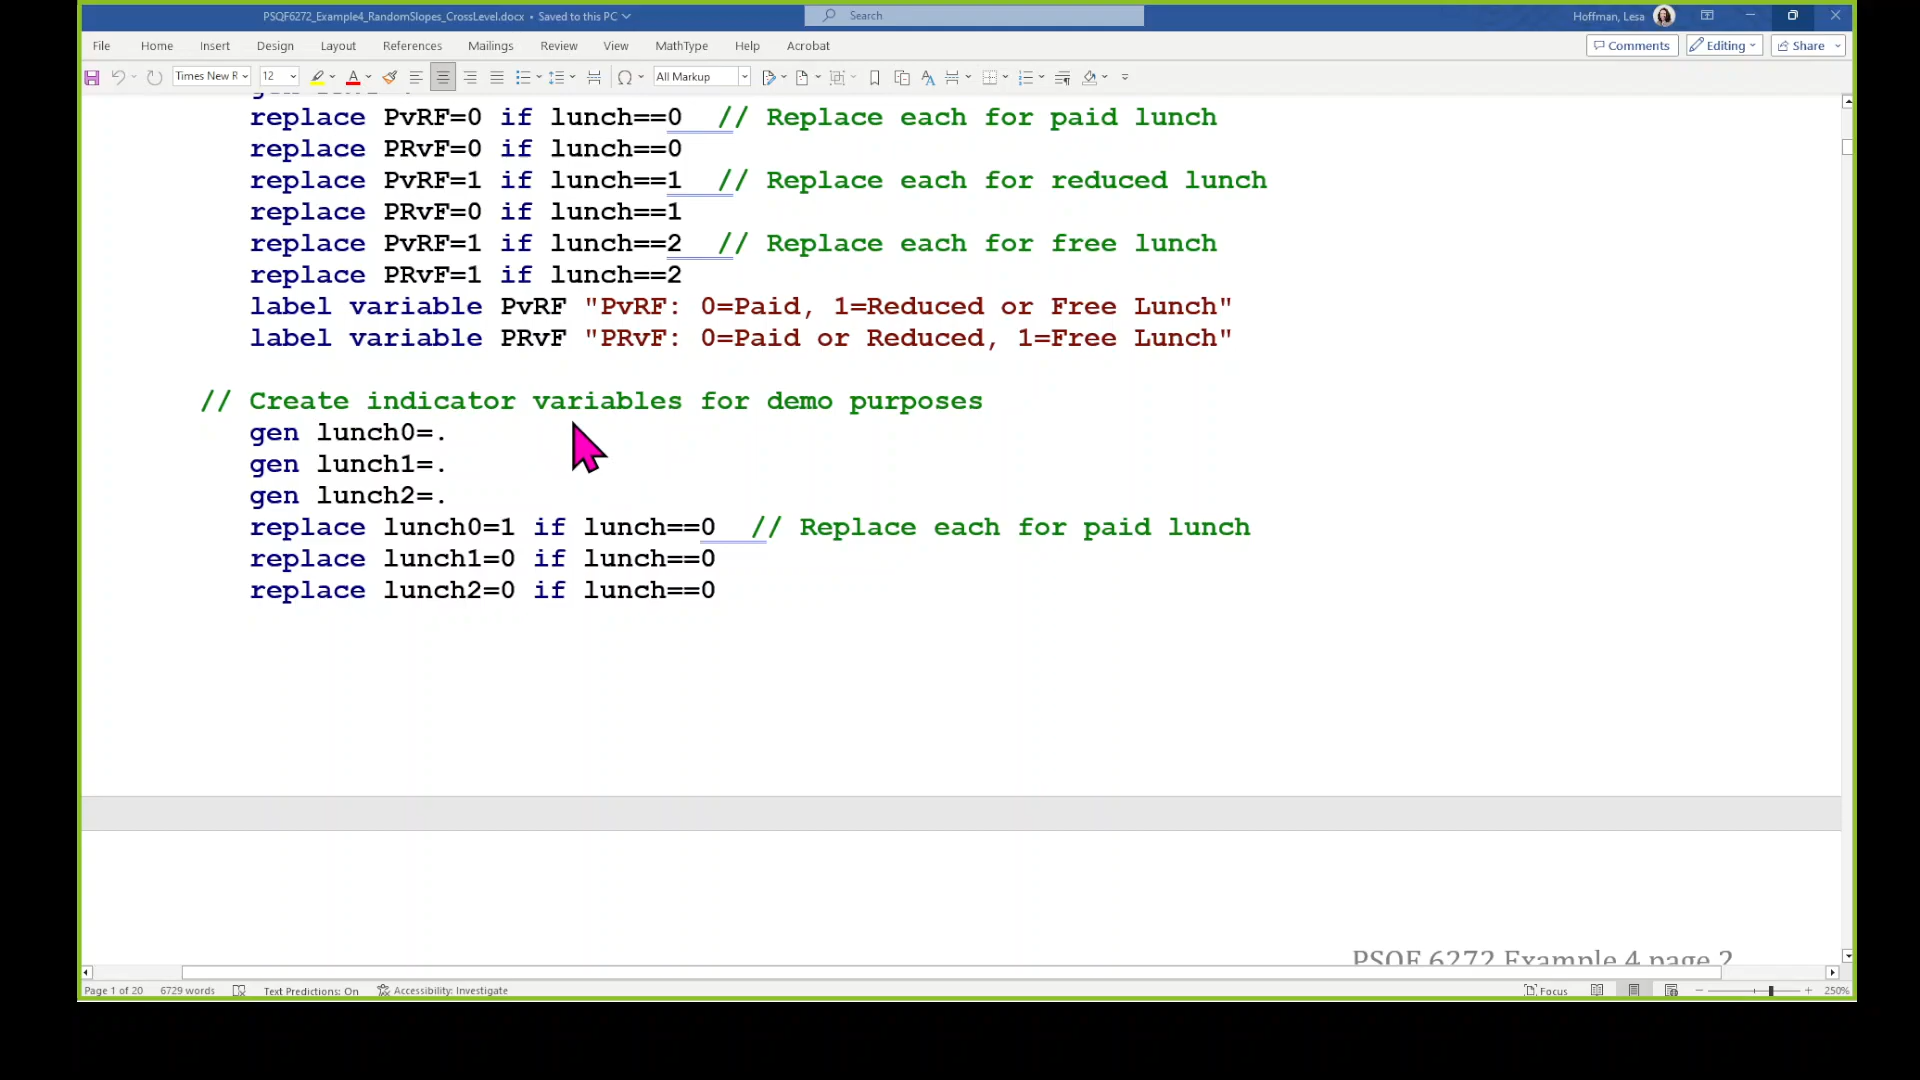 PSQF6272_Example4_RandomSlopes_CrossLevel.docx • Saved to this PC
Search
Hoffman, Lesa
File Home Insert Design Layout References Mailings Review View MathType Help Acrobat
Comments Editing Share
Times New R 12 All Markup
replace PvRF=0 if lunch==0 // Replace each for paid lunch
replace PRvF=0 if lunch==0
replace PvRF=1 if lunch==1 // Replace each for reduced lunch
replace PRvF=0 if lunch==1
replace PvRF=1 if lunch==2 // Replace each for free lunch
replace PRvF=1 if lunch==2
label variable PvRF "PvRF: 0=Paid, 1=Reduced or Free Lunch"
label variable PRvF "PRvF: 0=Paid or Reduced, 1=Free Lunch"
// Create indicator variables for demo purposes
gen lunch0=.
gen lunch1=.
gen lunch2=.
replace lunch0=1 if lunch==0 // Replace each for paid lunch
replace lunch1=0 if lunch==0
replace lunch2=0 if lunch==0
PSQF 6272 Example 4 page 2
Page 1 of 20 6729 words Text Predictions: On Accessibility: Investigate Focus 250%